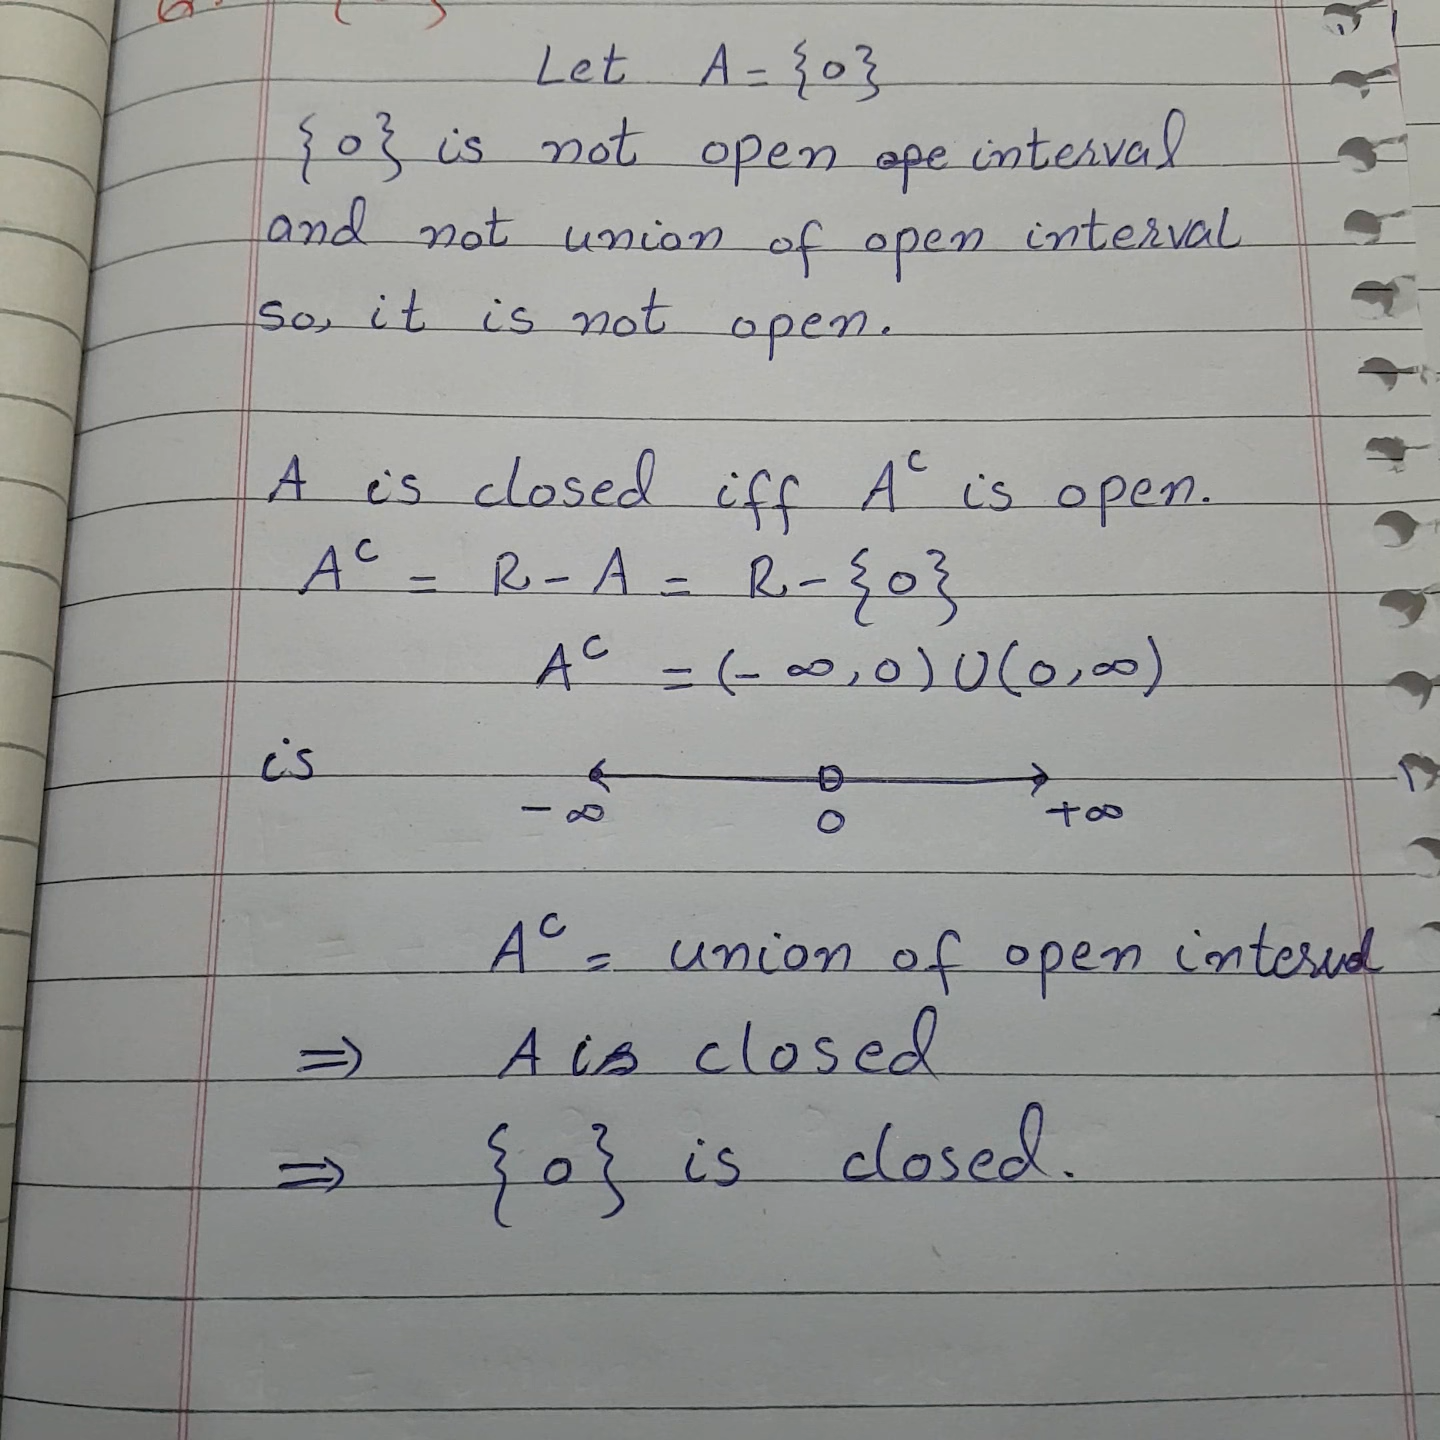 Let A = {0}
{0} is not open ope interval
and not union of open interval
so, it is not open.
A is closed iff A^c is open.
A^c = R - A = R - {0}
A^c = (-∞, 0) U (0, ∞)
is
-∞ 0 +∞
A^c = union of open interval
⇒ A is closed
⇒ {0} is closed.